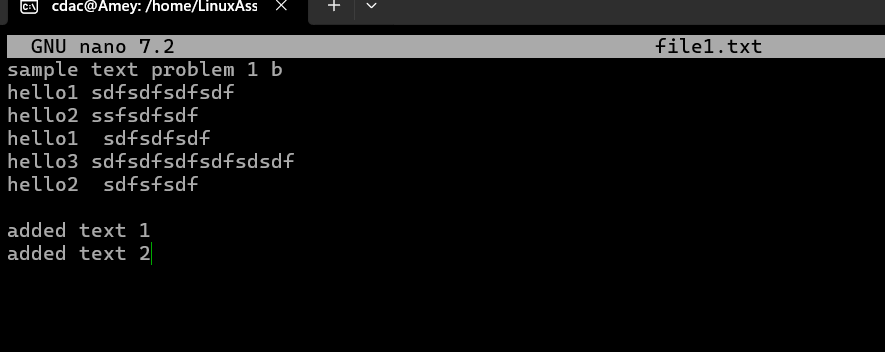 cdac@Amey: /home/LinuxAss
GNU nano 7.2 file1.txt
sample text problem 1 b
hello1 sdfsdfsdfsdf
hello2 ssfsdfsdf
hello1  sdfsdfsdf
hello3 sdfsdfsdfsdfsdsdf
hello2  sdfsfsdf
added text 1
added text 2